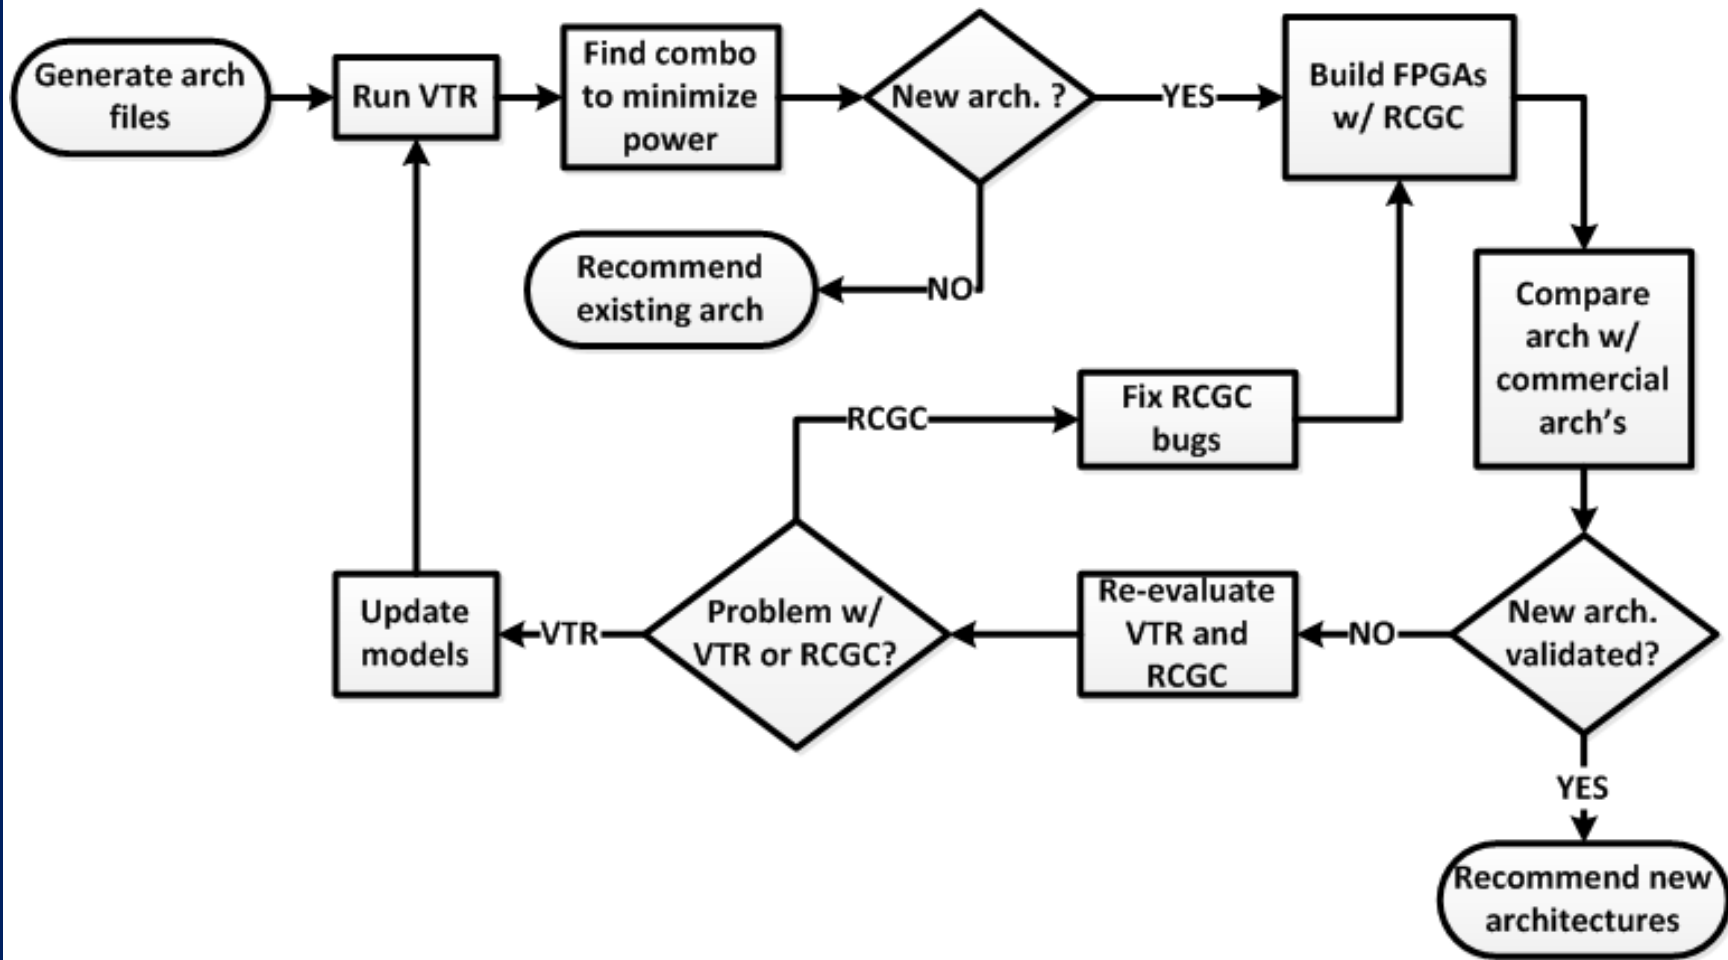 Generate arch
files
Run VTR
Find combo
to minimize
power
New arch. ?
YES
Build FPGAs
w/ RCGC
Recommend
existing arch
NO
Compare
arch w/
commercial
arch's
RCGC
Fix RCGC
bugs
Update
models
VTR
Problem w/
VTR or RCGC?
Re-evaluate
VTR and
RCGC
NO
New arch.
validated?
YES
Recommend new
architectures